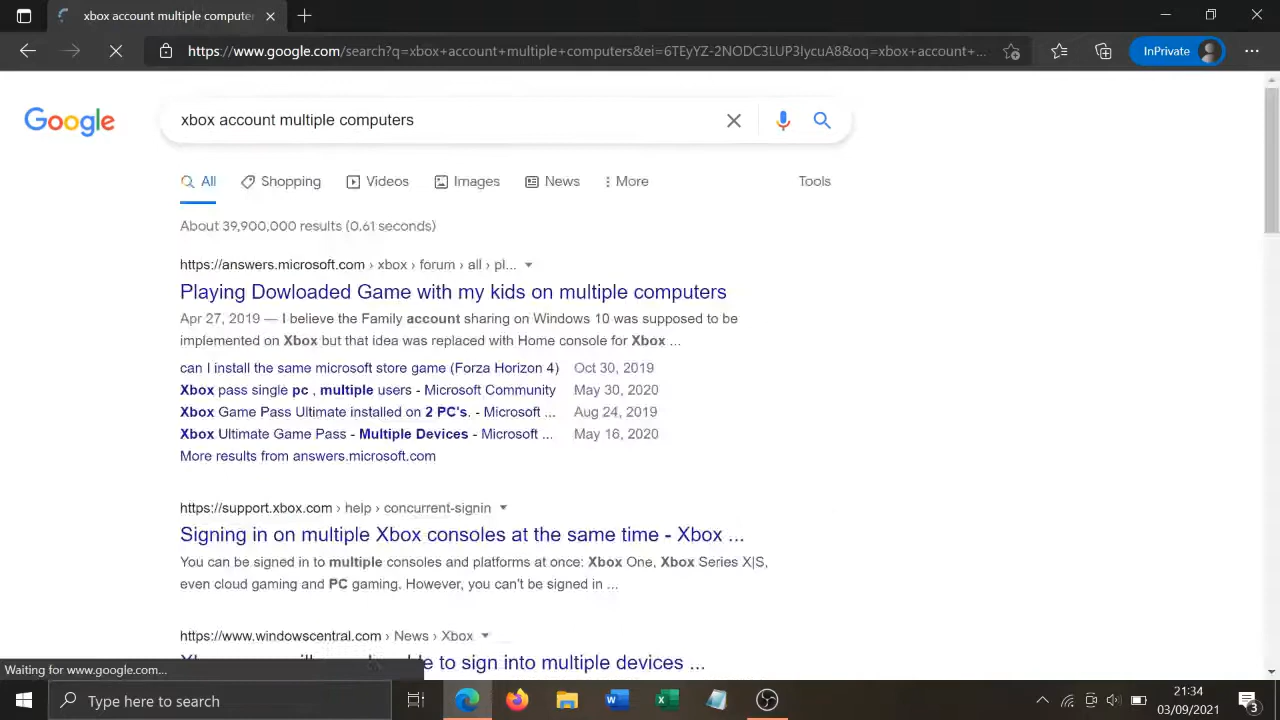 xbox account multiple computer
https://www.google.com/search?q=xbox+account+multiple+computers&ei=6TEyYZ-2NODC3LUP3IycuA8&oq=xbox+account+...
InPrivate
Google
xbox account multiple computers
All Shopping Videos Images News More Tools
About 39,900,000 results (0.61 seconds)
https://answers.microsoft.com › xbox › forum › all › pl...
Playing Dowloaded Game with my kids on multiple computers
Apr 27, 2019 — I believe the Family account sharing on Windows 10 was supposed to be
implemented on Xbox but that idea was replaced with Home console for Xbox ...
can I install the same microsoft store game (Forza Horizon 4) Oct 30, 2019
Xbox pass single pc , multiple users - Microsoft Community May 30, 2020
Xbox Game Pass Ultimate installed on 2 PC's. - Microsoft ... Aug 24, 2019
Xbox Ultimate Game Pass - Multiple Devices - Microsoft ... May 16, 2020
More results from answers.microsoft.com
https://support.xbox.com › help › concurrent-signin
Signing in on multiple Xbox consoles at the same time - Xbox ...
You can be signed in to multiple consoles and platforms at once: Xbox One, Xbox Series X|S,
even cloud gaming and PC gaming. However, you can't be signed in ...
https://www.windowscentral.com › News › Xbox
to sign into multiple devices ...
Waiting for www.google.com...
Type here to search
21:34
03/09/2021
3